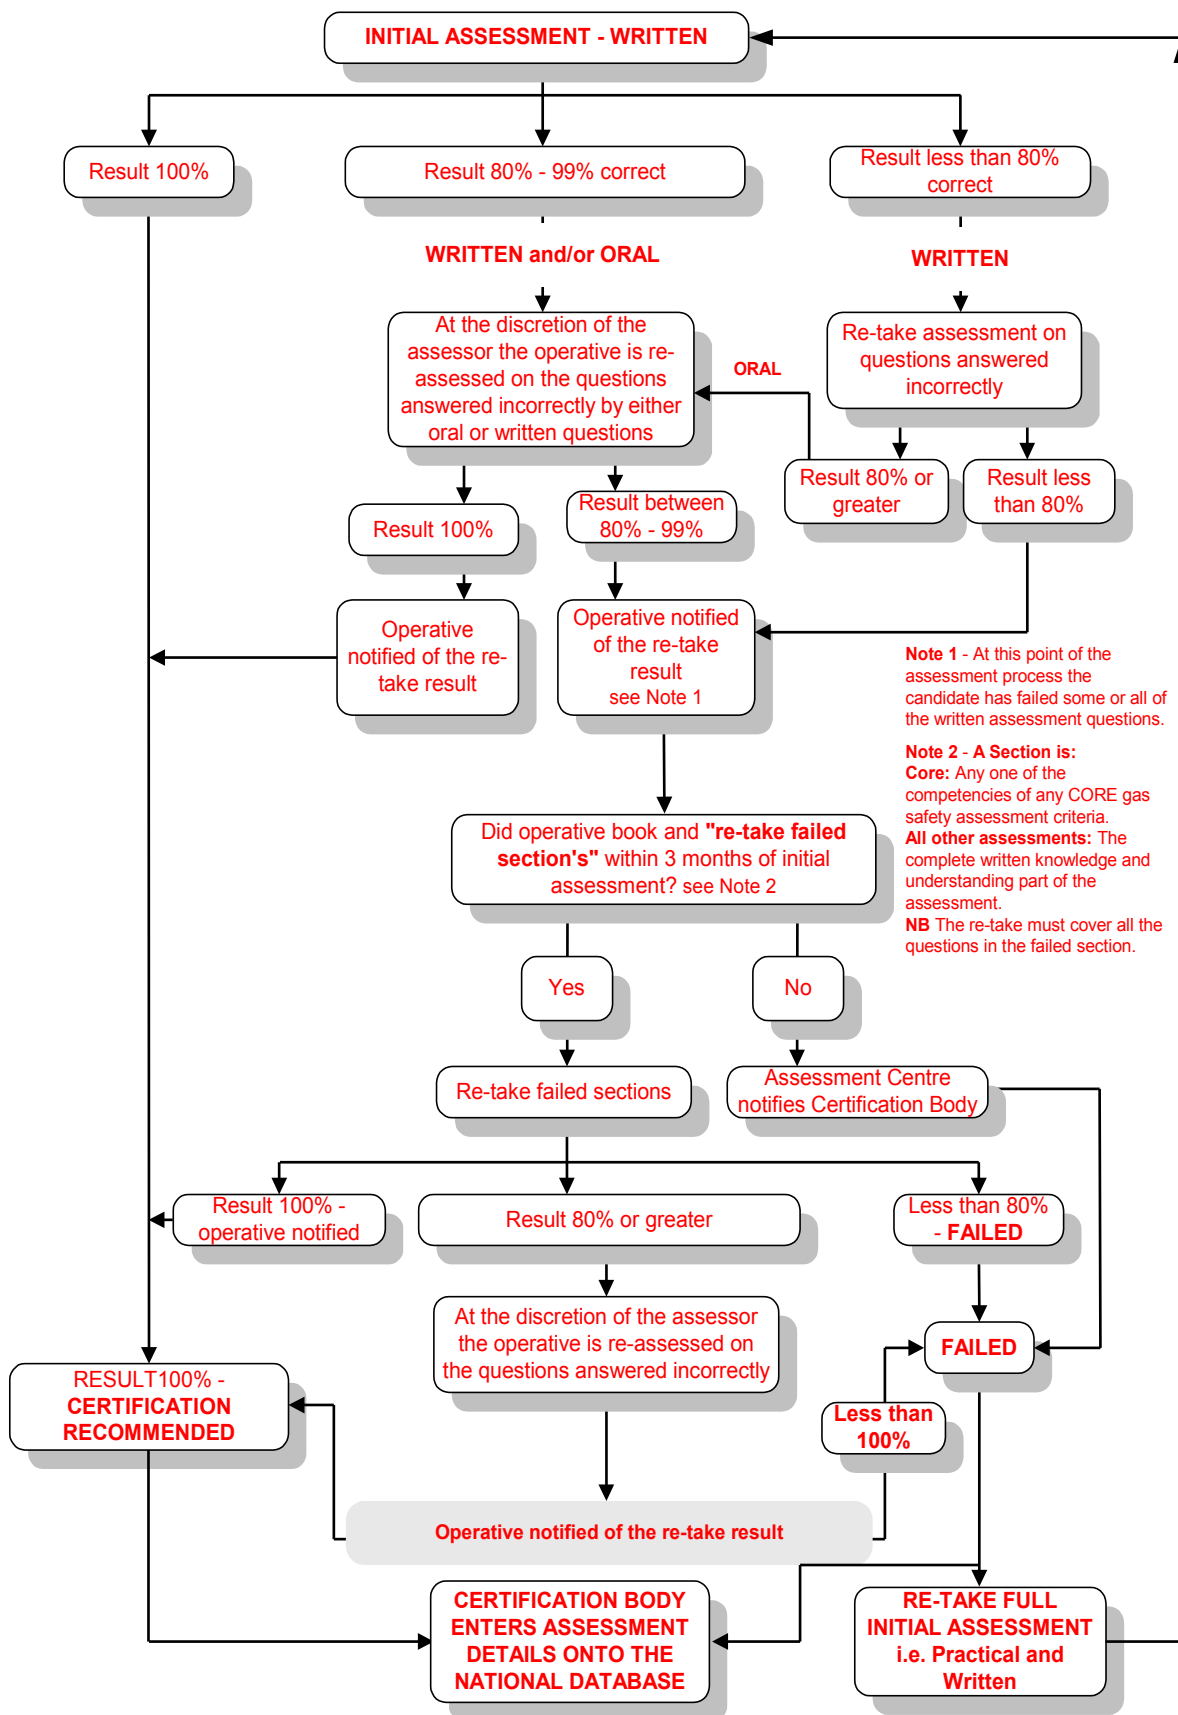 INITIAL ASSESSMENT - WRITTEN
Result 100%
Result 80% - 99% correct
Result less than 80%
correct
WRITTEN and/or ORAL
WRITTEN
At the discretion of the
assessor the operative is re-
assessed on the questions
answered incorrectly by either
oral or written questions
ORAL
Re-take assessment on
questions answered
incorrectly
Result 100%
Result between
80% - 99%
Result 80% or
greater
Result less
than 80%
Operative
notified of the re-
take result
Operative notified
of the re-take
result
see Note 1
Note 1 - At this point of the
assessment process the
candidate has failed some or all of
the written assessment questions.
Note 2 - A Section is:
Core: Any one of the
competencies of any CORE gas
safety assessment criteria.
All other assessments: The
complete written knowledge and
understanding part of the
assessment.
NB The re-take must cover all the
questions in the failed section.
Did operative book and "re-take failed
section's" within 3 months of initial
assessment? see Note 2
Yes
No
Re-take failed sections
Assessment Centre
notifies Certification Body
Result 100% -
operative notified
Result 80% or greater
Less than 80%
- FAILED
At the discretion of the assessor
the operative is re-assessed on
the questions answered incorrectly
FAILED
RESULT100% -
CERTIFICATION
RECOMMENDED
Less than
100%
Operative notified of the re-take result
CERTIFICATION BODY
ENTERS ASSESSMENT
DETAILS ONTO THE
NATIONAL DATABASE
RE-TAKE FULL
INITIAL ASSESSMENT
i.e. Practical and
Written